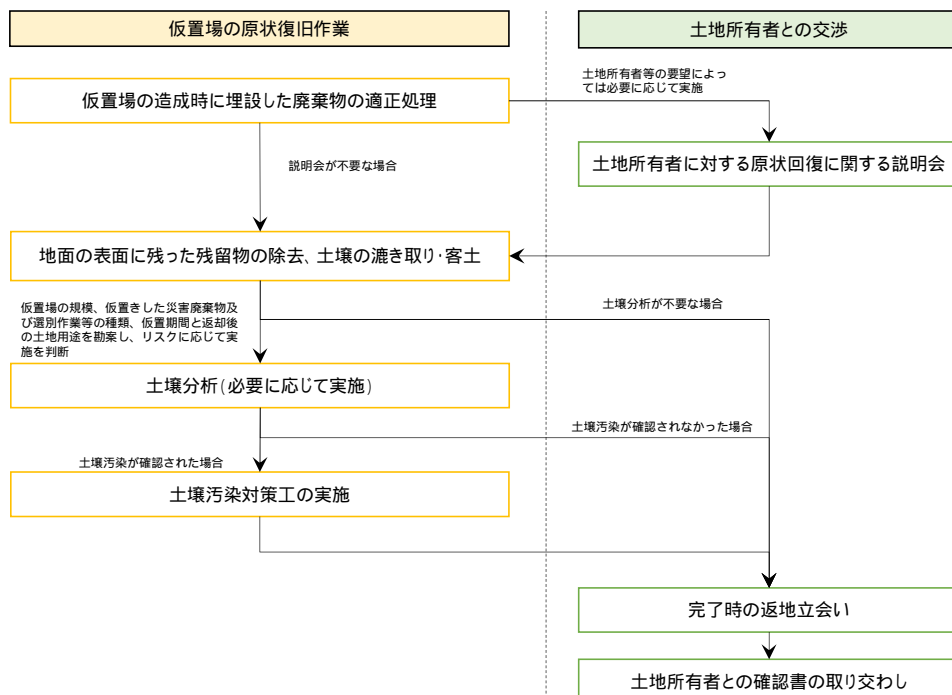 仮置場の原状復旧作業
土地所有者との交渉
仮置場の造成時に埋設した廃棄物の適正処理
土地所有者等の要望によっ
ては必要に応じて実施
説明会が不要な場合
土地所有者に対する原状回復に関する説明会
地面の表面に残った残留物の除去、土壌の漉き取り・客土
仮置場の規模、仮置きした災害廃棄物及
び選別作業等の種類、仮置期間と返却後
の土地用途を勘案し、リスクに応じて実
施を判断
土壌分析が不要な場合
土壌分析(必要に応じて実施)
土壌汚染が確認されなかった場合
土壌汚染が確認された場合
土壌汚染対策工の実施
完了時の返地立会い
土地所有者との確認書の取り交わし